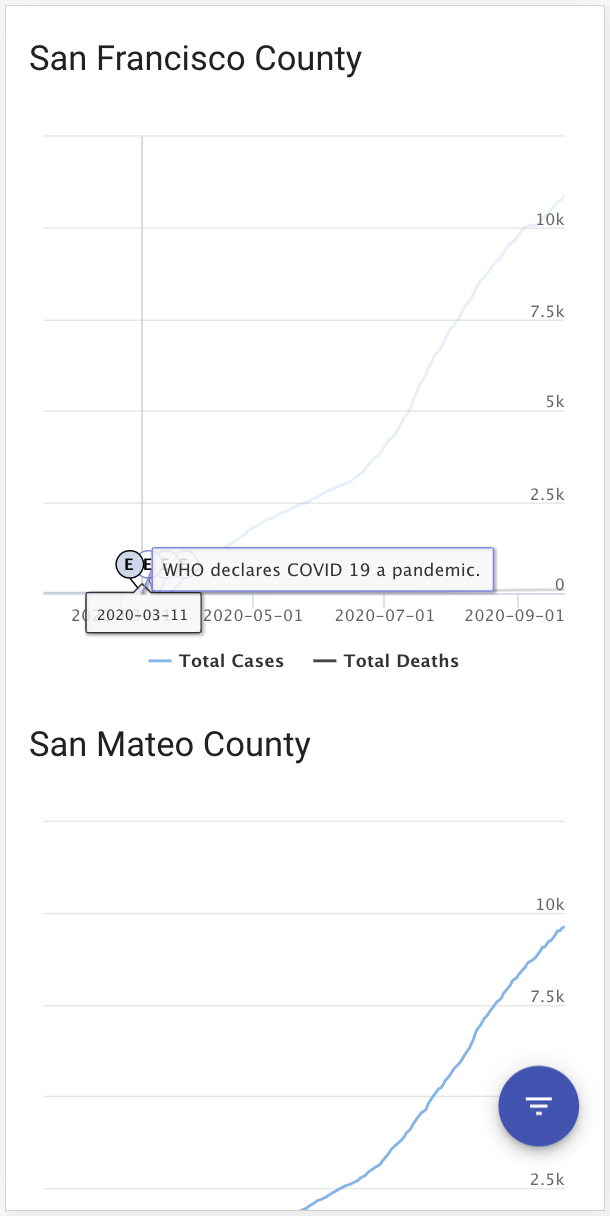 San Francisco County
10k
7.5k
5k
2.5k
E E
WHO declares COVID 19 a pandemic.
0
2020-03-11 2020-05-01 2020-07-01 2020-09-01
Total Cases Total Deaths
San Mateo County
10k
7.5k
2.5k